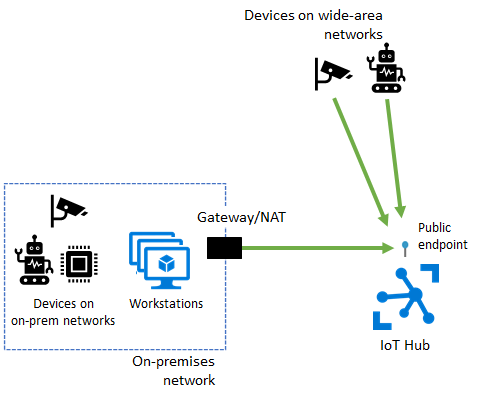 Devices on wide-area
networks
Gateway/NAT
Public
endpoint
Devices on
on-prem networks
Workstations
IoT Hub
On-premises
network